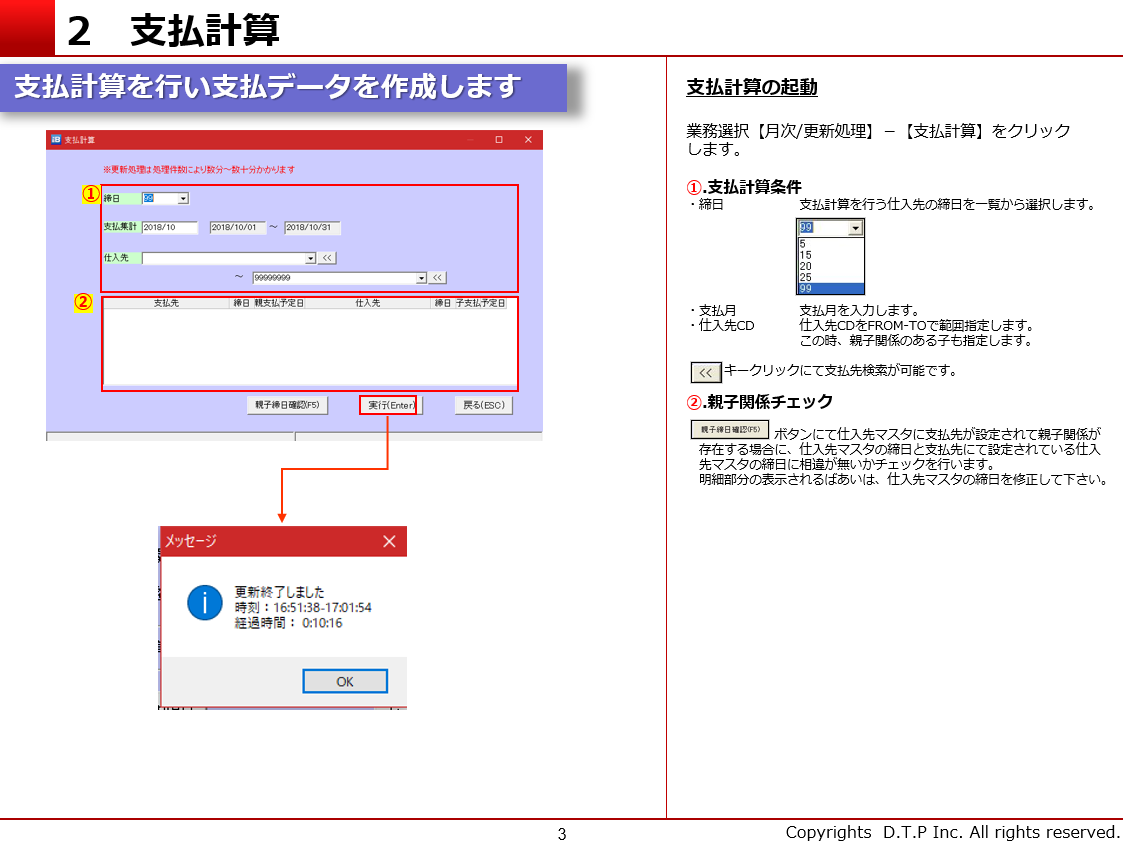 2 支払計算
支払計算を行い支払データを作成します
支払計算
※更新処理は処理件数により数分～数十分かかります
①
締日 99
支払集計 2018/10 2018/10/01 ～ 2018/10/31
仕入先 <<
～ 99999999 <<
②
支払先 締日 親支払予定日 仕入先 締日 子支払予定日
親子締日確認(F5) 実行(Enter) 戻る(ESC)
メッセージ
更新終了しました
時刻：16:51:38-17:01:54
経過時間： 0:10:16
OK
支払計算の起動
業務選択【月次/更新処理】－【支払計算】をクリック
します。
①.支払計算条件
・締日 支払計算を行う仕入先の締日を一覧から選択します。
99
5
15
20
25
99
・支払月 支払月を入力します。
・仕入先CD 仕入先CDをFROM-TOで範囲指定します。
この時、親子関係のある子も指定します。
<< キークリックにて支払先検索が可能です。
②.親子関係チェック
親子締日確認(F5) ボタンにて仕入先マスタに支払先が設定されて親子関係が
存在する場合に、仕入先マスタの締日と支払先にて設定されている仕入
先マスタの締日に相違が無いかチェックを行います。
明細部分の表示されるばあいは、仕入先マスタの締日を修正して下さい。
3
Copyrights D.T.P Inc. All rights reserved.